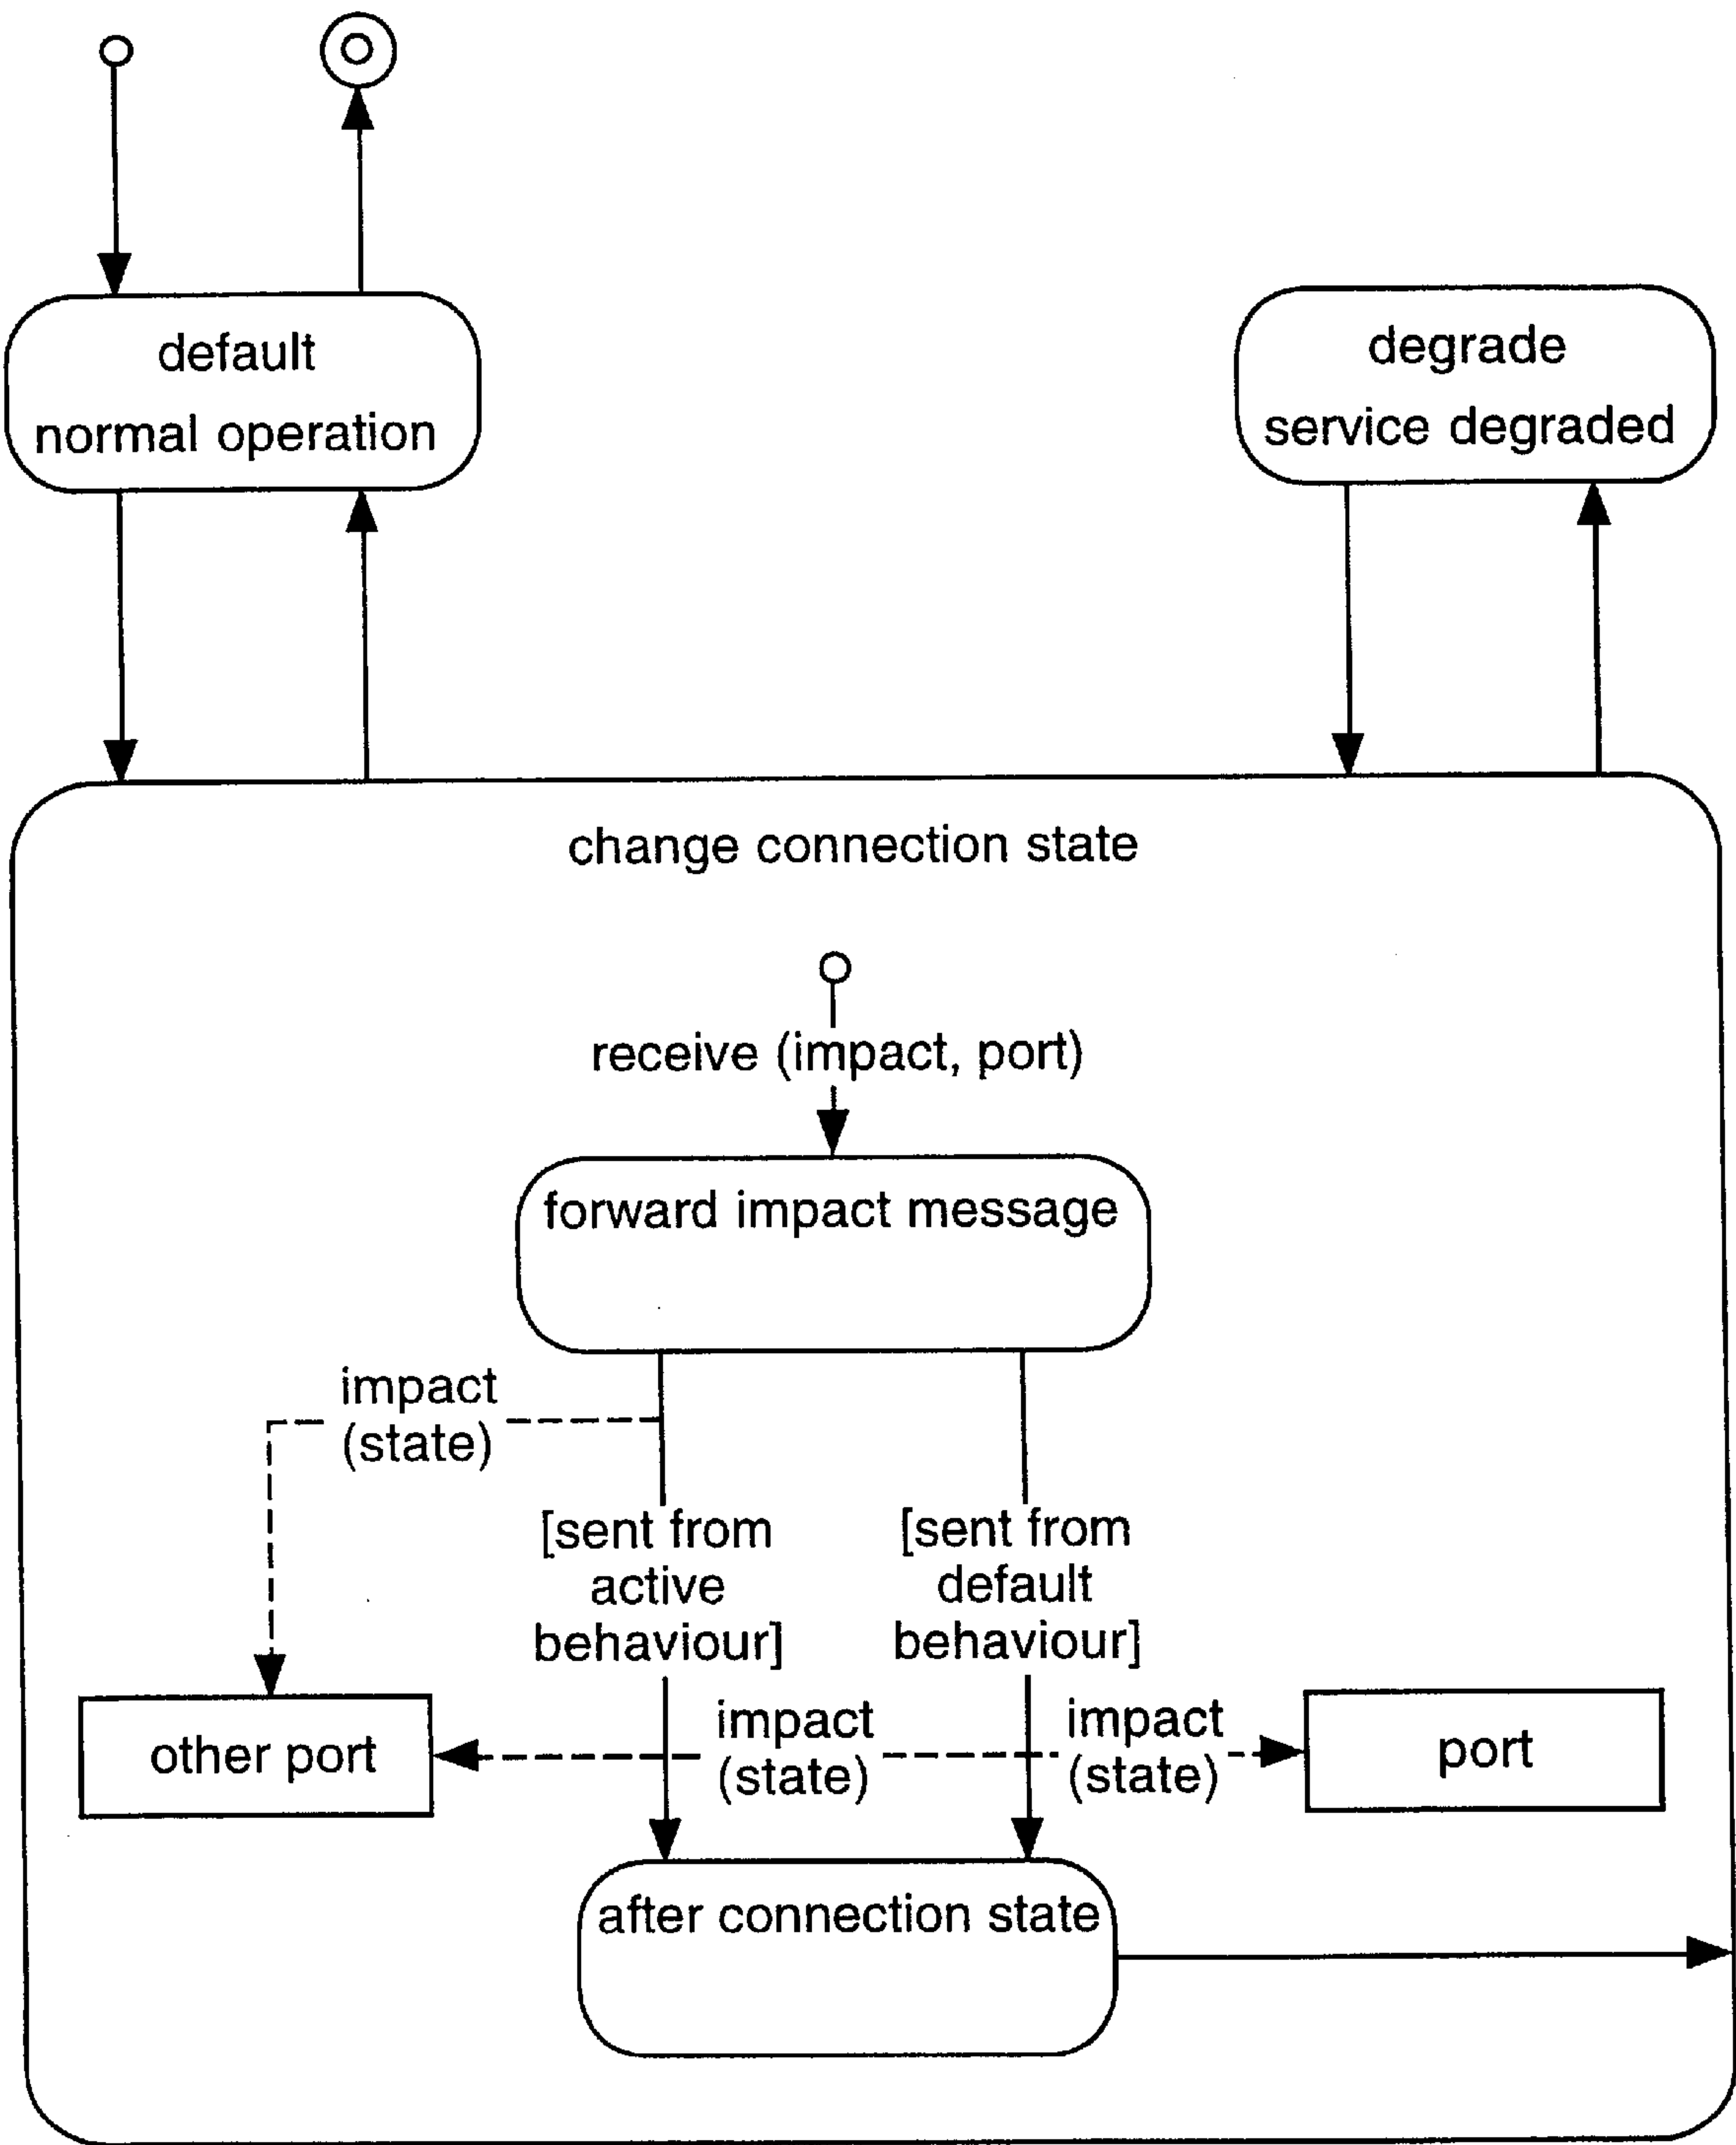 default
normal operation
degrade
service degraded
change connection state
receive (impact, port)
forward impact message
impact
(state)
[sent from
active
behaviour]
[sent from
default
behaviour]
other port
impact
(state)
impact
(state)
port
after connection state